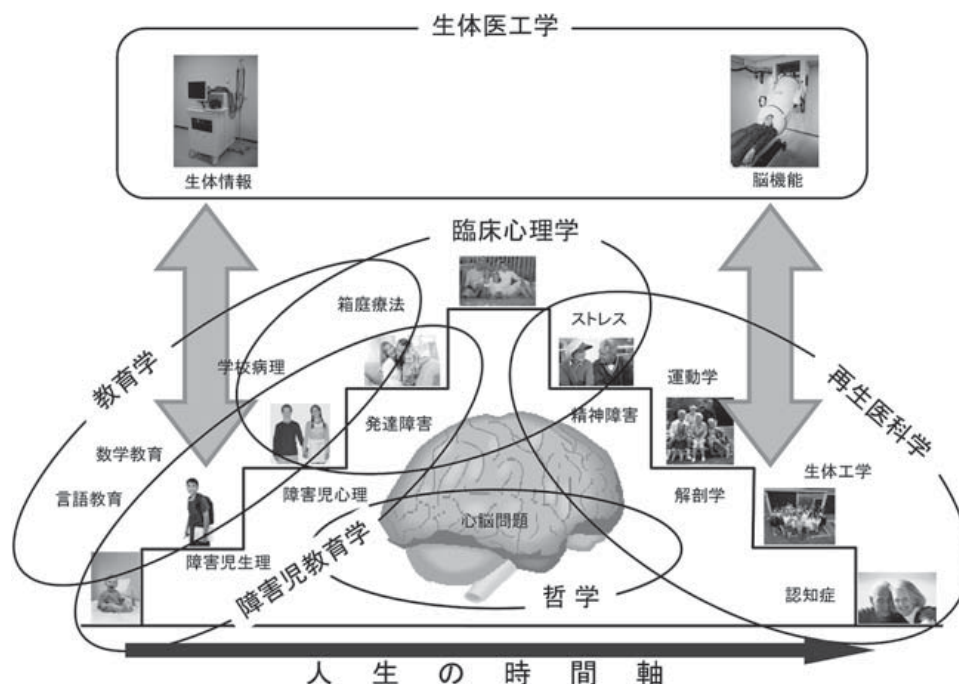 生体医工学
生体情報
脳機能
臨床心理学
箱庭療法
ストレス
学校病理
運動学
教育学
再生医科学
発達障害
精神障害
数学教育
生体工学
言語教育
障害児心理
解剖学
心脳問題
障害児生理
障害児教育学
哲学
認知症
人生の時間軸